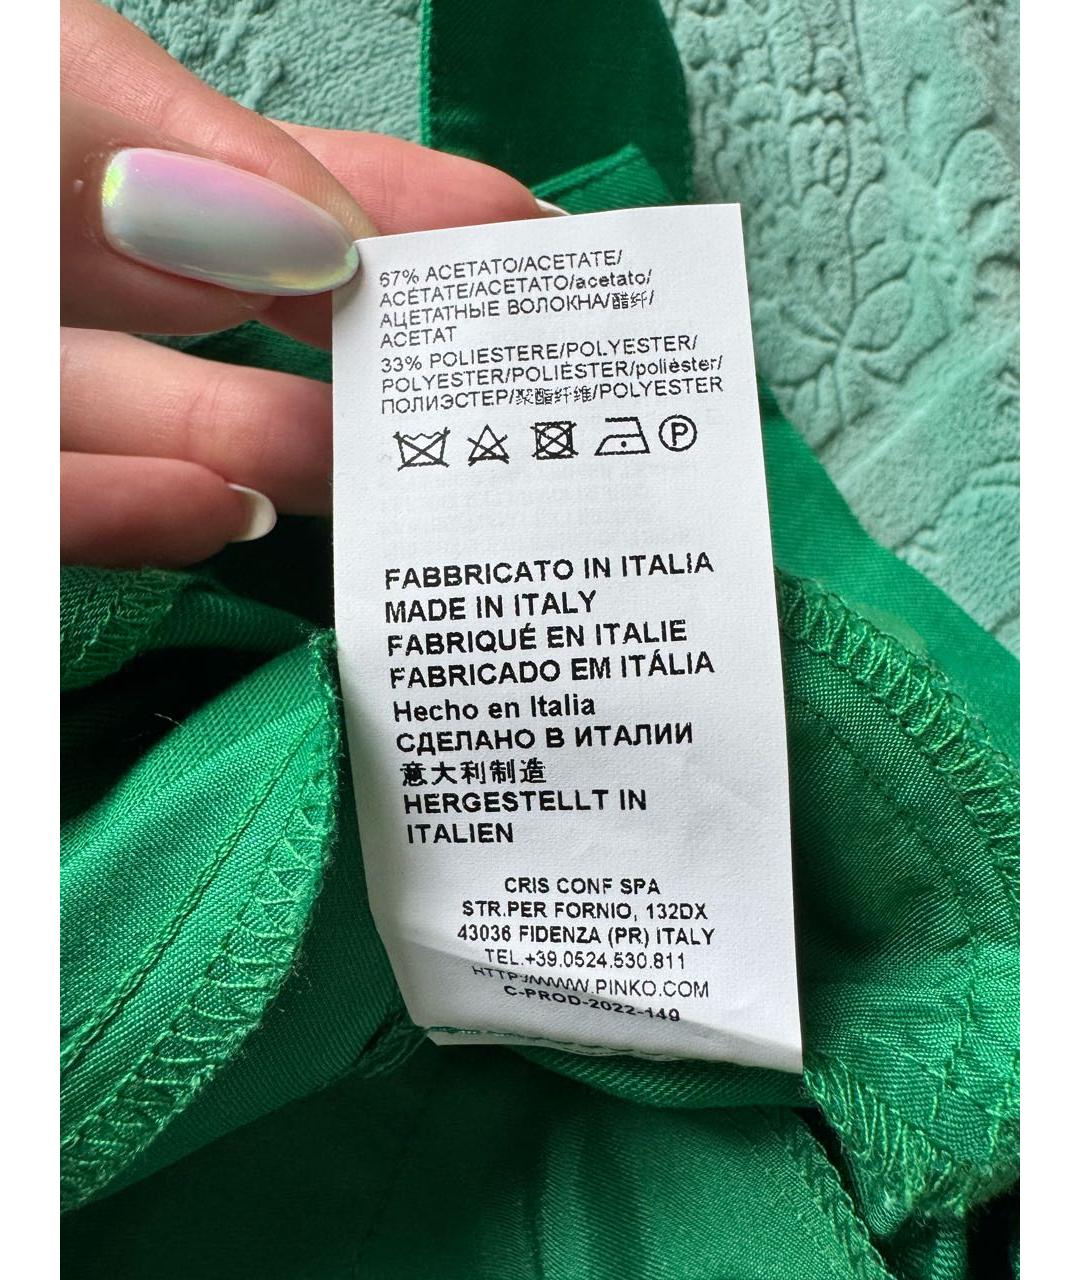 67% ACETATO/ACETATE/
ACÉTATE/ACETATO/acetato/
АЦЕТАТНЫЕ ВОЛОКНА/醋纤/
ACETAT
33% POLIESTERE/POLYESTER/
POLYESTER/POLIÉSTER/poliéster/
ПОЛИЭСТЕР/聚酯纤维/POLYESTER
P
FABBRICATO IN ITALIA
MADE IN ITALY
FABRIQUÉ EN ITALIE
FABRICADO EM ITÁLIA
Hecho en Italia
СДЕЛАНО В ИТАЛИИ
意大利制造
HERGESTELLT IN
ITALIEN
CRIS CONF SPA
STR.PER FORNIO, 132DX
43036 FIDENZA (PR) ITALY
TEL.+39.0524.530.811
HTTP://WWW.PINKO.COM
C-PROD-2022-149